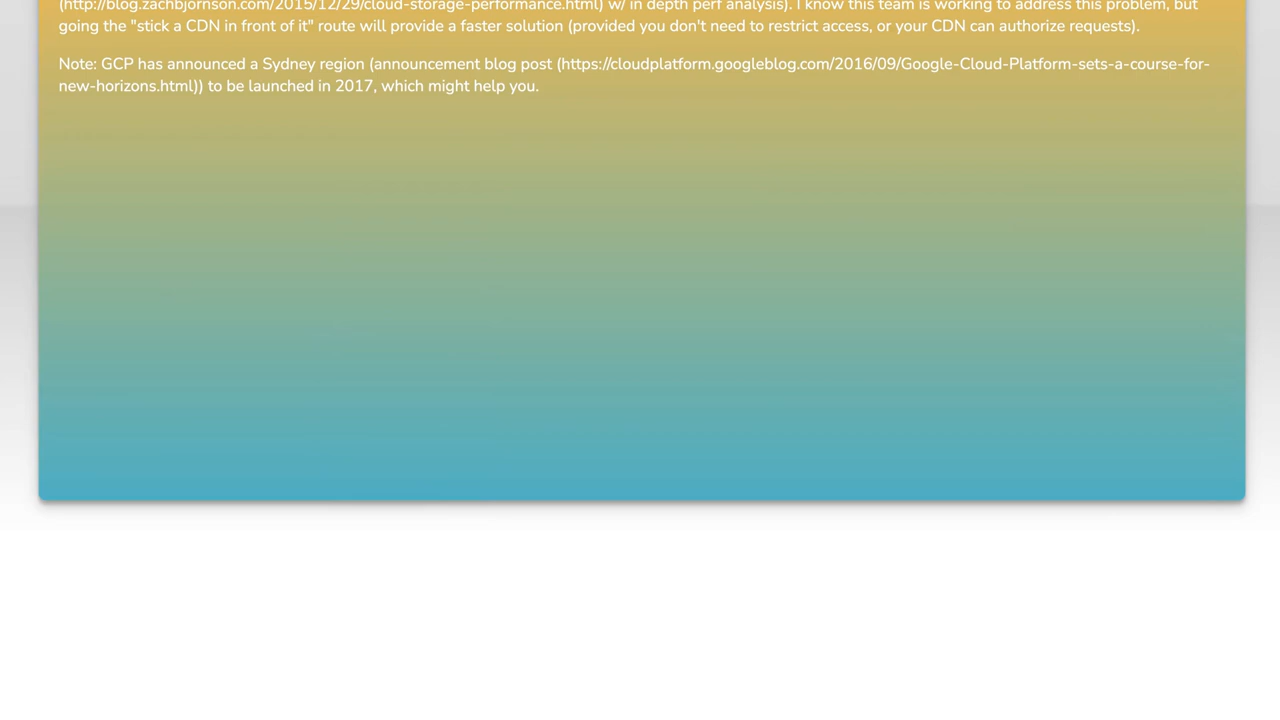 (http://blog.zachbjornson.com/2015/12/29/cloud-storage-performance.html) w/ in depth perf analysis). I know this team is working to address this problem, but
going the "stick a CDN in front of it" route will provide a faster solution (provided you don't need to restrict access, or your CDN can authorize requests).
Note: GCP has announced a Sydney region (announcement blog post (https://cloudplatform.googleblog.com/2016/09/Google-Cloud-Platform-sets-a-course-for-
new-horizons.html)) to be launched in 2017, which might help you.